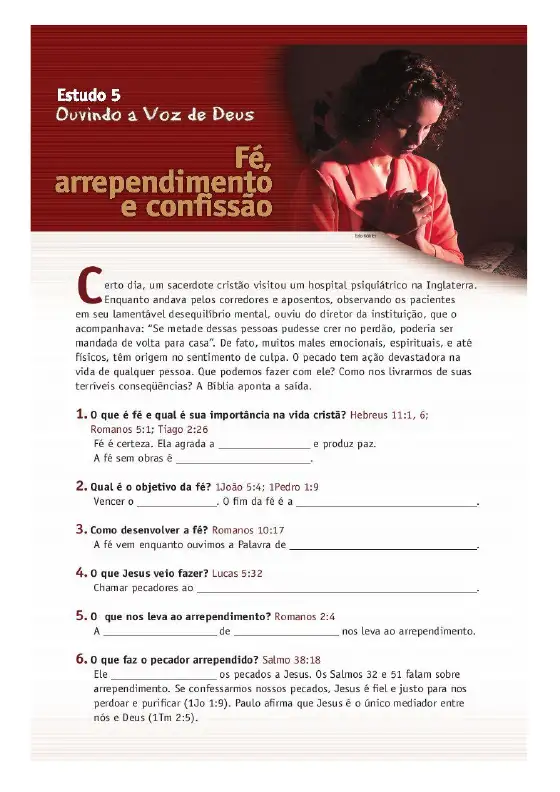 Estudo 5
Ouvindo a Voz de Deus
Fé,
arrependimento
e confissão
Certo dia, um sacerdote cristão visitou um hospital psiquiátrico na Inglaterra.
Enquanto andava pelos corredores e aposentos, observando os pacientes
em seu lamentável desequilíbrio mental, ouviu do diretor da instituição, que o
acompanhava: “Se metade dessas pessoas pudesse crer no perdão, poderia ser
mandada de volta para casa”. De fato, muitos males emocionais, espirituais, e até
físicos, têm origem no sentimento de culpa. O pecado tem ação devastadora na
vida de qualquer pessoa. Que podemos fazer com ele? Como nos livrarmos de suas
terríveis conseqüências? A Bíblia aponta a saída.
1. O que é fé e qual é sua importância na vida cristã? Hebreus 11:1, 6;
Romanos 5:1; Tiago 2:26
Fé é certeza. Ela agrada a _________________ e produz paz.
A fé sem obras é _________________________.
2. Qual é o objetivo da fé? 1João 5:4; 1Pedro 1:9
Vencer o _______________. O fim da fé é a _________________________________.
3. Como desenvolver a fé? Romanos 10:17
A fé vem enquanto ouvimos a Palavra de __________________________________.
4. O que Jesus veio fazer? Lucas 5:32
Chamar pecadores ao ___________________________________________________.
5. O que nos leva ao arrependimento? Romanos 2:4
A _____________________ de ___________________ nos leva ao arrependimento.
6. O que faz o pecador arrependido? Salmo 38:18
Ele ___________________ os pecados a Jesus. Os Salmos 32 e 51 falam sobre
arrependimento. Se confessarmos nossos pecados, Jesus é fiel e justo para nos
perdoar e purificar (1Jo 1:9). Paulo afirma que Jesus é o único mediador entre
nós e Deus (1Tm 2:5).